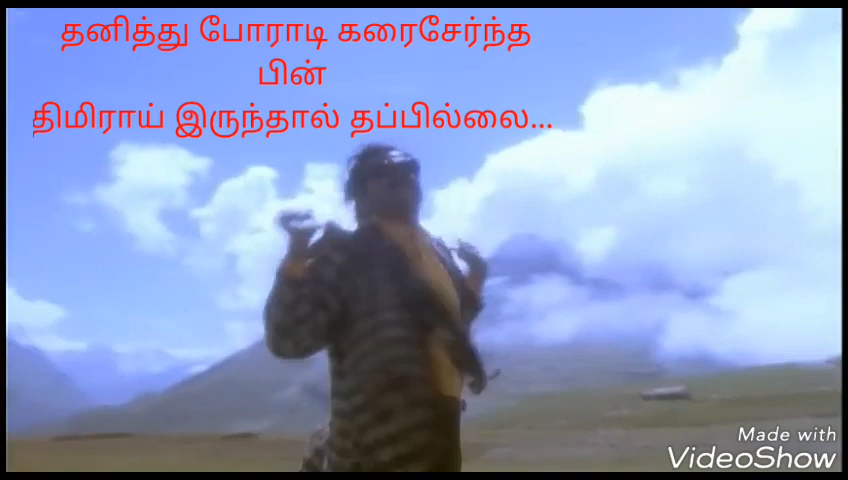 தனித்து போராடி கரைசேர்ந்த
பின்
திமிராய் இருந்தால் தப்பில்லை...
Made with
VideoShow